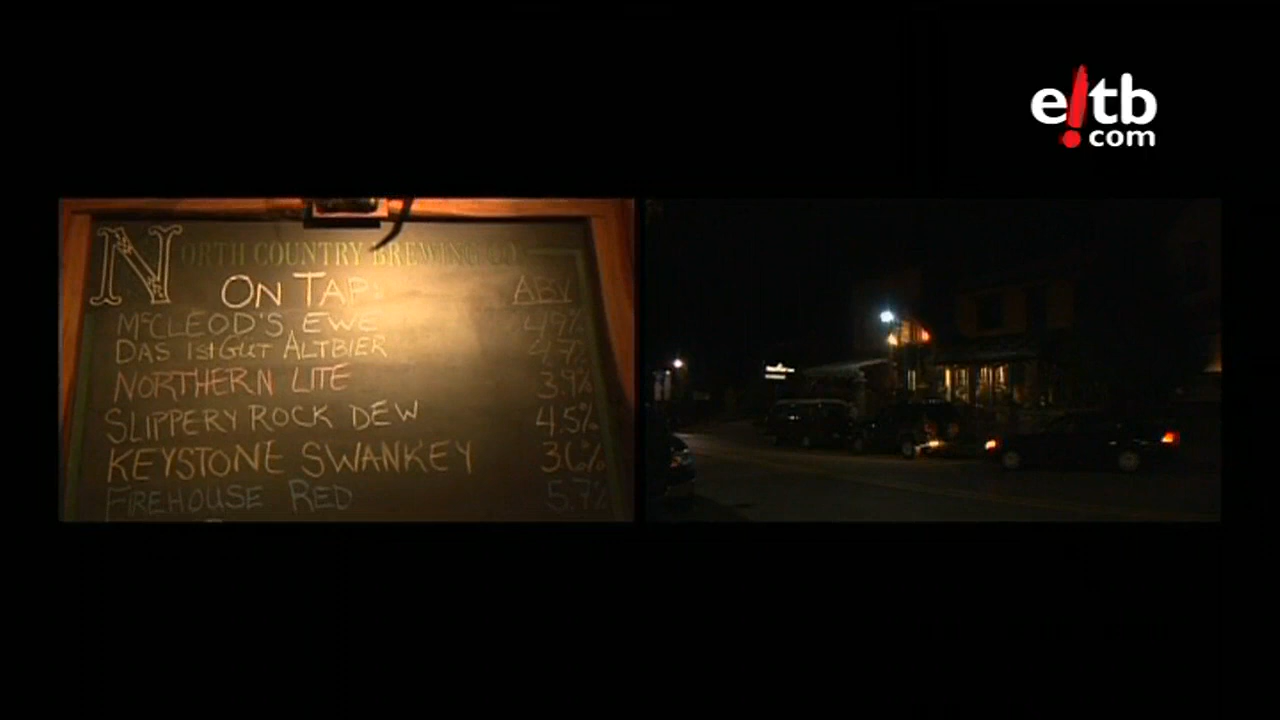 e!tb
.com
NORTH COUNTRY BREWING CO.
ON TAP: ABV
McCLEOD'S EWE 4.9%
DAS ISt GUT ALTBIER 4.7%
NORTHERN LITE 3.9%
SLIPPERY ROCK DEW 4.5%
KEYSTONE SWANKEY 3.6%
FIREHOUSE RED 5.7%